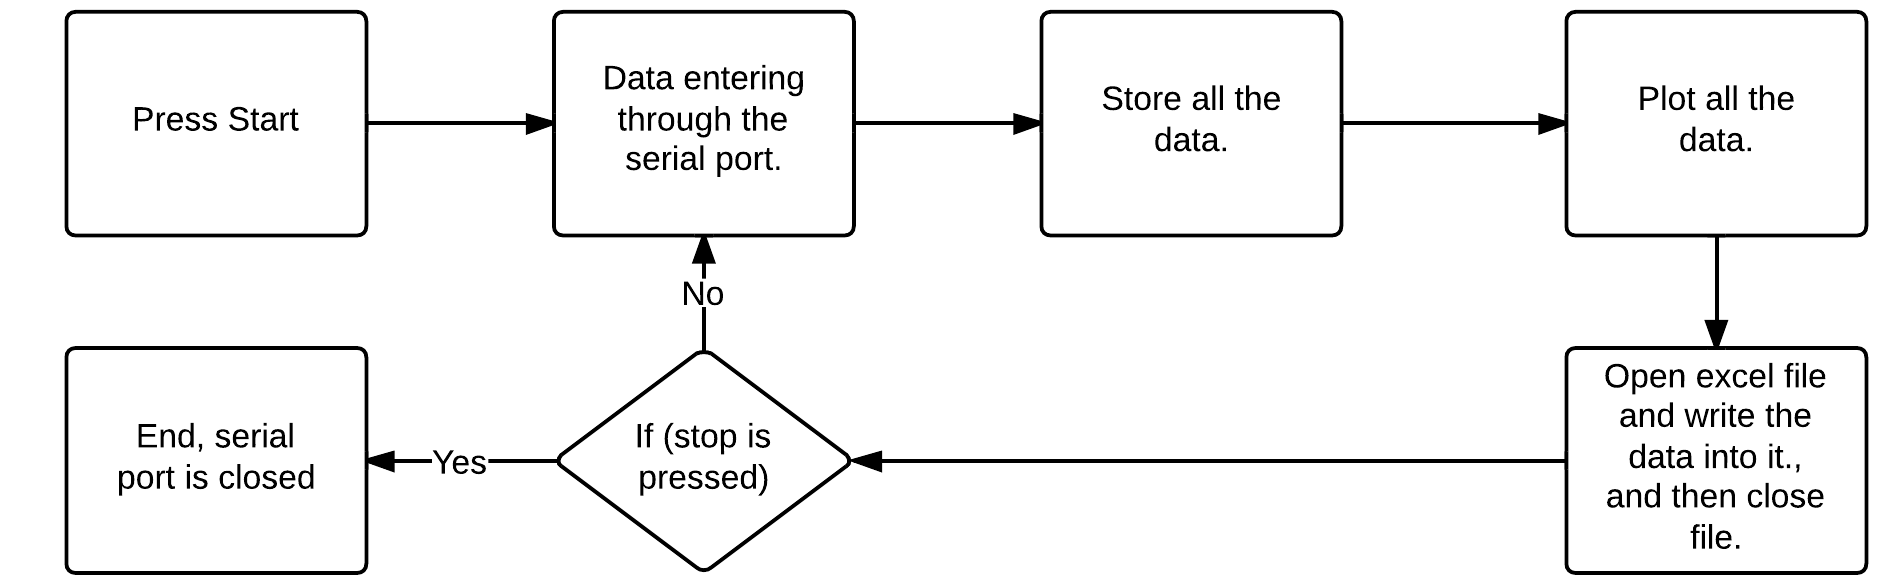 Press Start
Data entering
through the
serial port.
Store all the
data.
Plot all the
data.
No
End, serial
port is closed
Yes
If (stop is
pressed)
Open excel file
and write the
data into it.,
and then close
file.